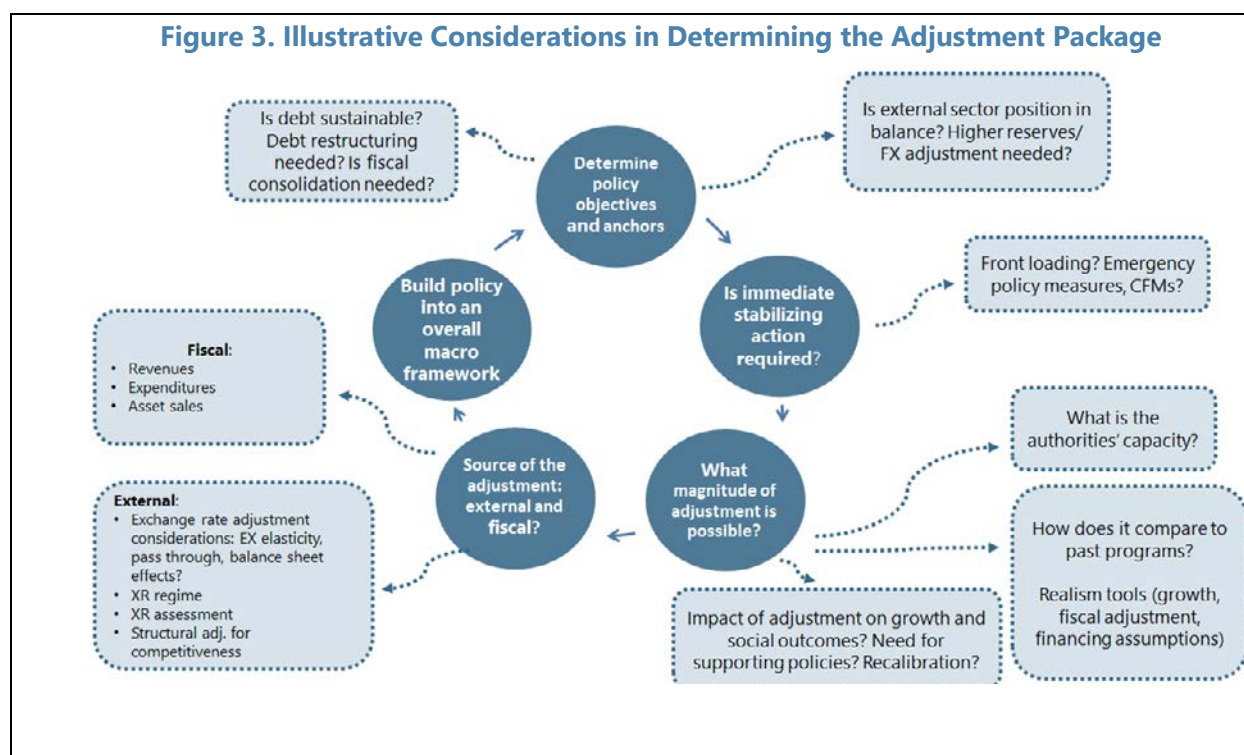 Figure 3. Illustrative Considerations in Determining the Adjustment Package
Is debt sustainable?
Debt restructuring
needed? Is fiscal
consolidation needed?
Determine
policy
objectives
and anchors
Is external sector position in
balance? Higher reserves/
FX adjustment needed?
Is immediate
stabilizing
action
required?
Front loading? Emergency
policy measures, CFMs?
What
magnitude of
adjustment is
possible?
What is the
authorities' capacity?
How does it compare to
past programs?
Realism tools (growth,
fiscal adjustment,
financing assumptions)
Impact of adjustment on growth and
social outcomes? Need for
supporting policies? Recalibration?
Source of the
adjustment:
external and
fiscal?
Fiscal:
• Revenues
• Expenditures
• Asset sales
External:
• Exchange rate adjustment
considerations: EX elasticity,
pass through, balance sheet
effects?
• XR regime
• XR assessment
• Structural adj. for
competitiveness
Build policy
into an
overall
macro
framework